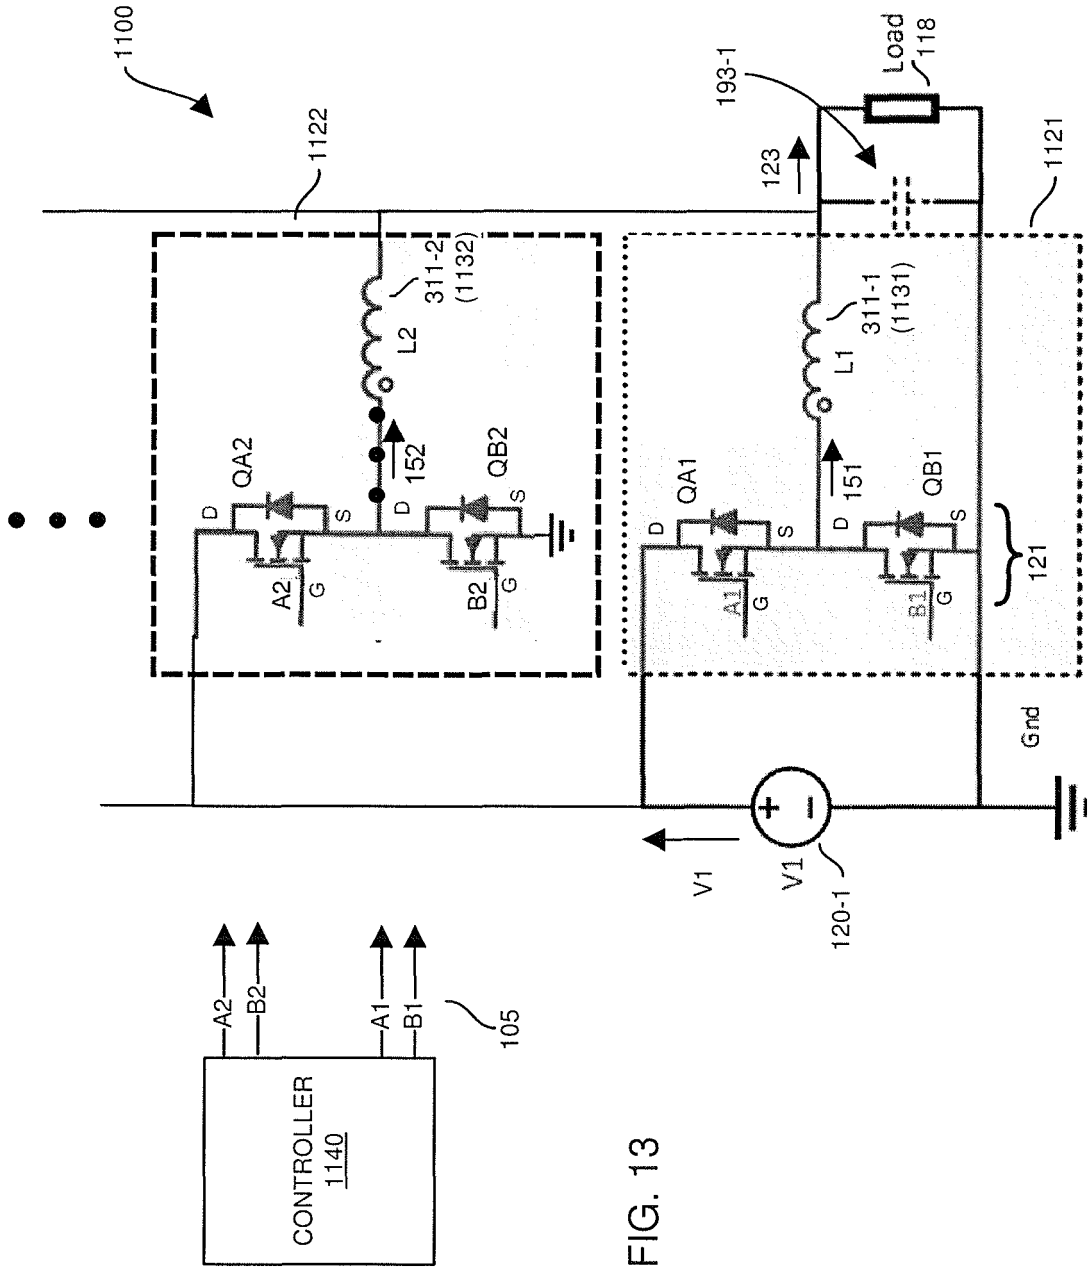 1100
1122
QA2
D
S
A2
G
152
L2
311-2
(1132)
QB2
D
S
B2
G
123
193-1
Load
118
1121
QA1
D
S
A1
G
151
L1
311-1
(1131)
QB1
D
S
B1
G
121
V1
V1
+
−
120-1
Gnd
A2
B2
A1
B1
105
CONTROLLER
1140
FIG. 13